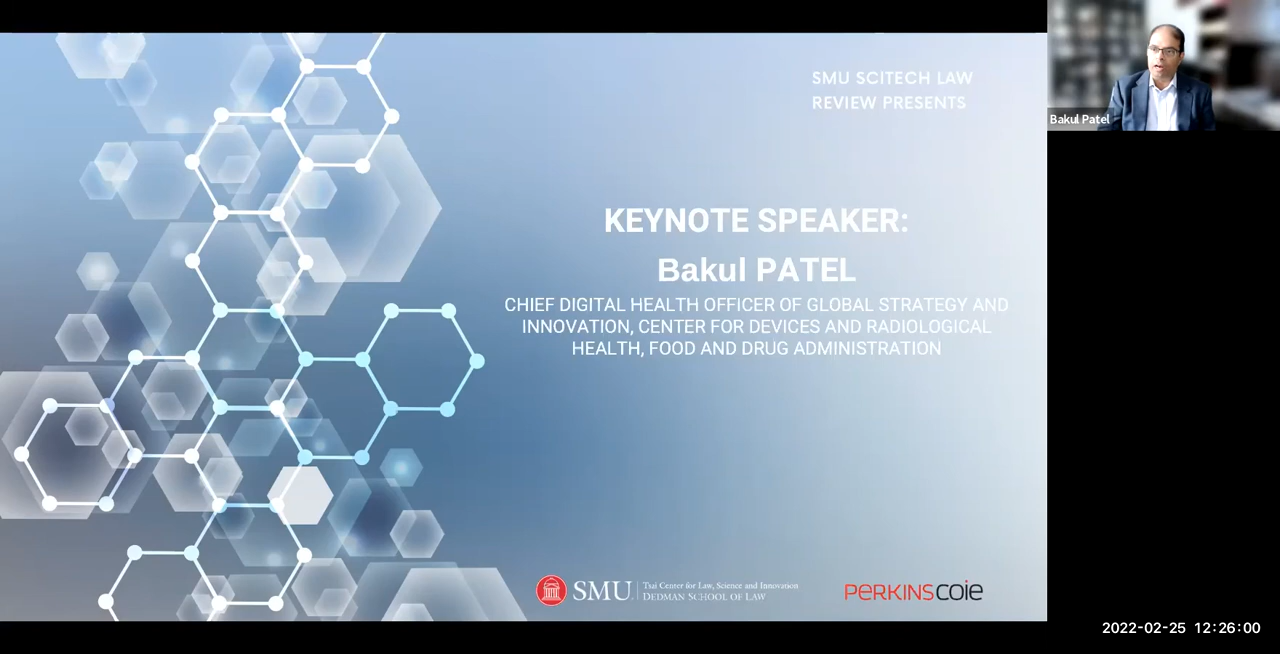 SMU SCITECH LAW
REVIEW PRESENTS
Bakul Patel
KEYNOTE SPEAKER:
Bakul PATEL
CHIEF DIGITAL HEALTH OFFICER OF GLOBAL STRATEGY AND
INNOVATION, CENTER FOR DEVICES AND RADIOLOGICAL
HEALTH, FOOD AND DRUG ADMINISTRATION
SMU
Tsai Center for Law, Science and Innovation
DEDMAN SCHOOL OF LAW
PERKINSCOIE
2022-02-25 12:26:00